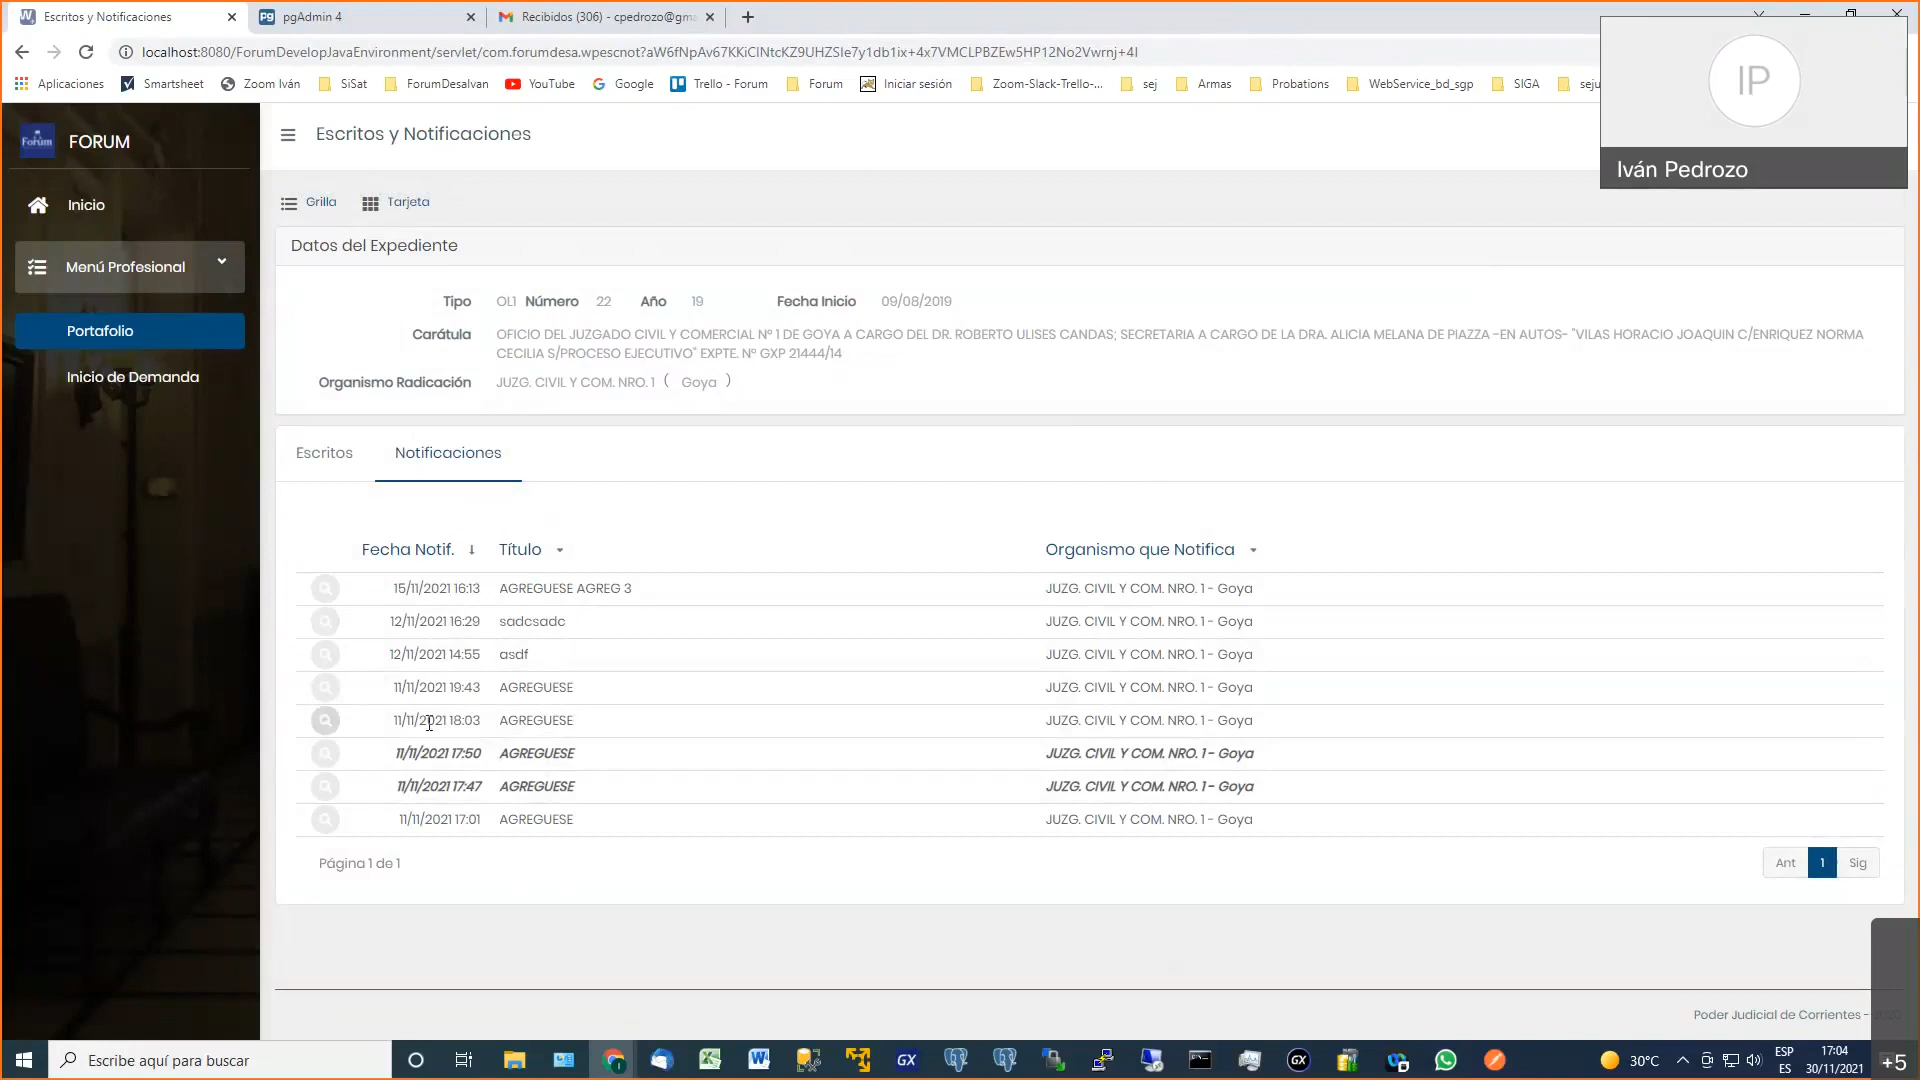 Escritos y Notificaciones
pgAdmin 4
Recibidos (306) - cpedrozo@gm
localhost:8080/ForumDevelopJavaEnvironment/servlet/com.forumdesa.wpescnot?aW6fNpAv67KKiCINtcKZ9UHZSIe7y1db1ix+4x7VMCLPBZEw5HP12No2Vwrnj+4I
Aplicaciones
Smartsheet
Zoom Iván
SiSat
ForumDesaIvan
YouTube
Google
Trello - Forum
Forum
Iniciar sesión
Zoom-Slack-Trello-...
sej
Armas
Probations
WebService_bd_sgp
SIGA
seju
IP
Iván Pedrozo
Forum
FORUM
Inicio
Menú Profesional
Portafolio
Inicio de Demanda
Escritos y Notificaciones
Grilla
Tarjeta
Datos del Expediente
Tipo OL1 Número 22 Año 19 Fecha Inicio 09/08/2019
Carátula OFICIO DEL JUZGADO CIVIL Y COMERCIAL Nº 1 DE GOYA A CARGO DEL DR. ROBERTO ULISES CANDAS; SECRETARIA A CARGO DE LA DRA. ALICIA MELANA DE PIAZZA -EN AUTOS- "VILAS HORACIO JOAQUIN C/ENRIQUEZ NORMA
CECILIA S/PROCESO EJECUTIVO" EXPTE. Nº GXP 21444/14
Organismo Radicación JUZG. CIVIL Y COM. NRO. 1 ( Goya )
Escritos
Notificaciones
Fecha Notif. Título Organismo que Notifica
15/11/2021 16:13 AGREGUESE AGREG 3 JUZG. CIVIL Y COM. NRO. 1 - Goya
12/11/2021 16:29 sadcsadc JUZG. CIVIL Y COM. NRO. 1 - Goya
12/11/2021 14:55 asdf JUZG. CIVIL Y COM. NRO. 1 - Goya
11/11/2021 19:43 AGREGUESE JUZG. CIVIL Y COM. NRO. 1 - Goya
11/11/2021 18:03 AGREGUESE JUZG. CIVIL Y COM. NRO. 1 - Goya
11/11/2021 17:50 AGREGUESE JUZG. CIVIL Y COM. NRO. 1 - Goya
11/11/2021 17:47 AGREGUESE JUZG. CIVIL Y COM. NRO. 1 - Goya
11/11/2021 17:01 AGREGUESE JUZG. CIVIL Y COM. NRO. 1 - Goya
Página 1 de 1
Ant 1 Sig
Poder Judicial de Corrientes -
Escribe aquí para buscar
GX
GX
30°C
ESP
ES
17:04
30/11/2021
+5